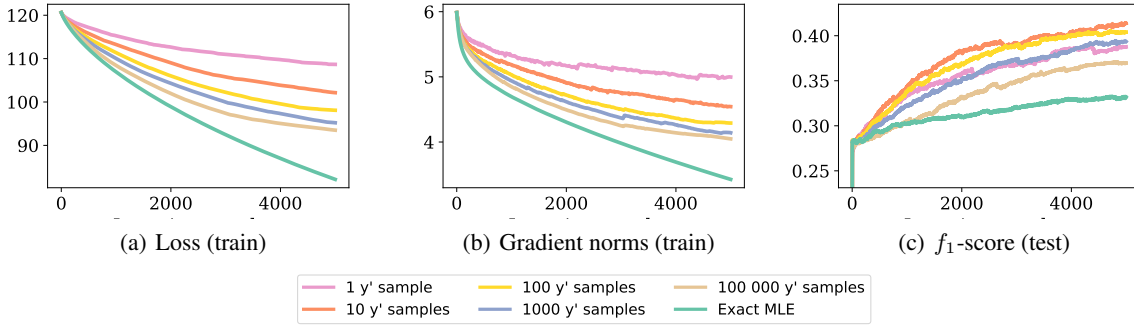 120
110
100
90
0 2000 4000
6
5
4
0 2000 4000
0.40
0.35
0.30
0.25
0 2000 4000
(a) Loss (train)
(b) Gradient norms (train)
(c) f1-score (test)
1 y' sample
100 y' samples
100 000 y' samples
10 y' samples
1000 y' samples
Exact MLE